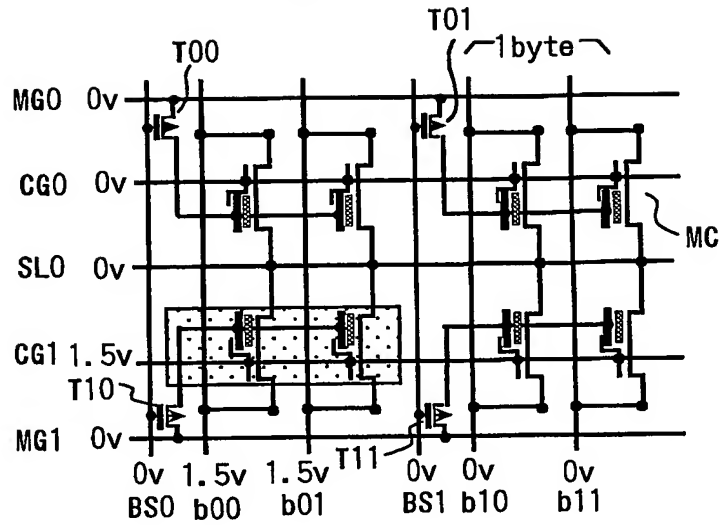 T00
T01
1byte
MG0 0v
CG0 0v
MC
SL0 0v
CG1 1.5v
T10
MG1 0v
T11
0v 1.5v 1.5v 0v 0v 0v
BS0 b00 b01 BS1 b10 b11